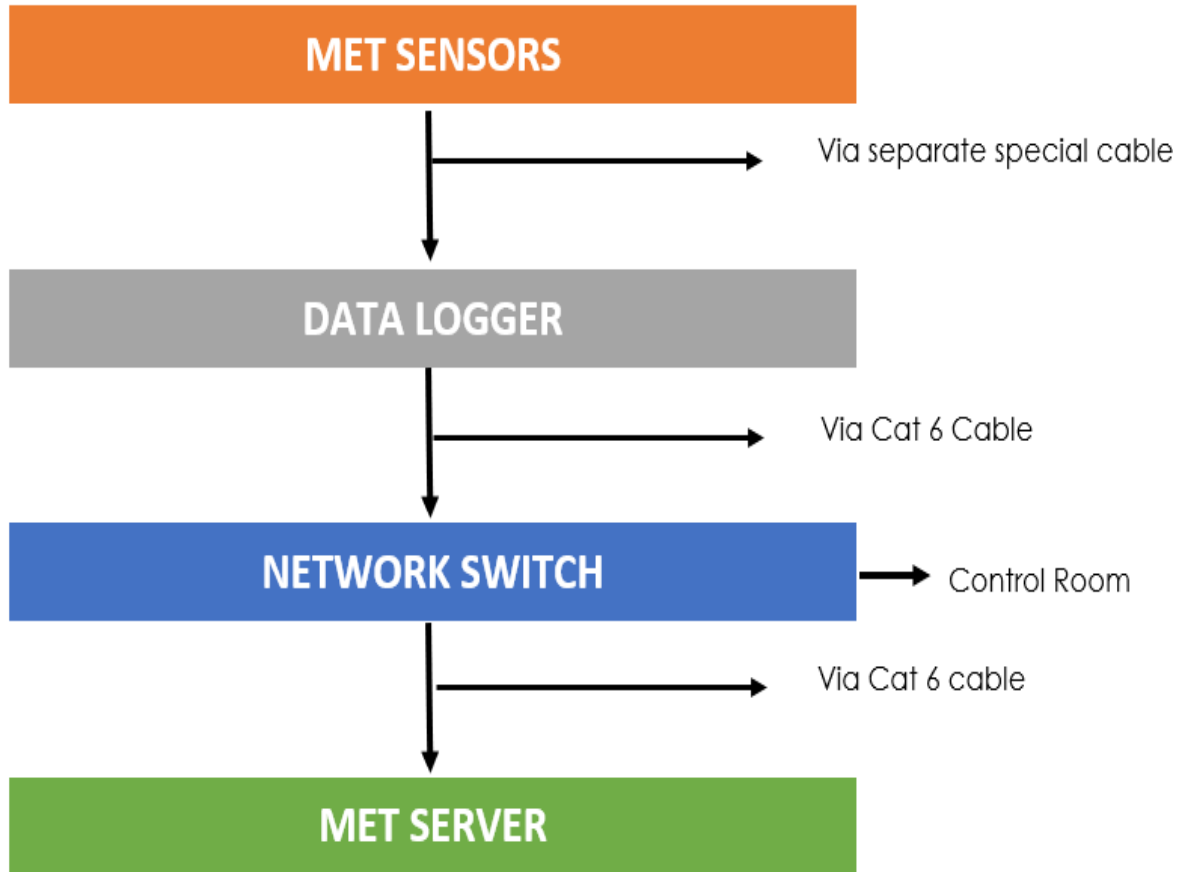 MET SENSORS
Via separate special cable
DATA LOGGER
Via Cat 6 Cable
NETWORK SWITCH
Control Room
Via Cat 6 cable
MET SERVER